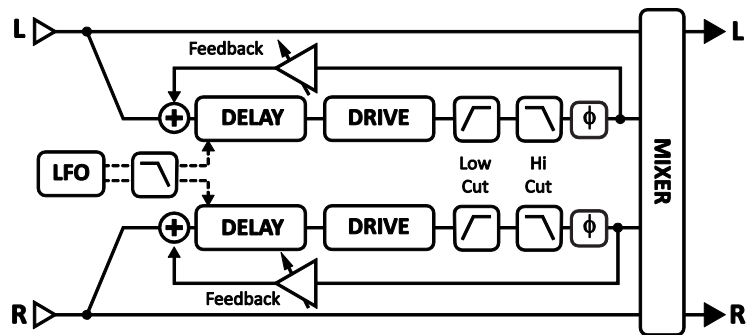 L
L
Feedback
+
DELAY
DRIVE
ϕ
LFO
Low
Cut
Hi
Cut
MIXER
+
DELAY
DRIVE
ϕ
Feedback
R
R